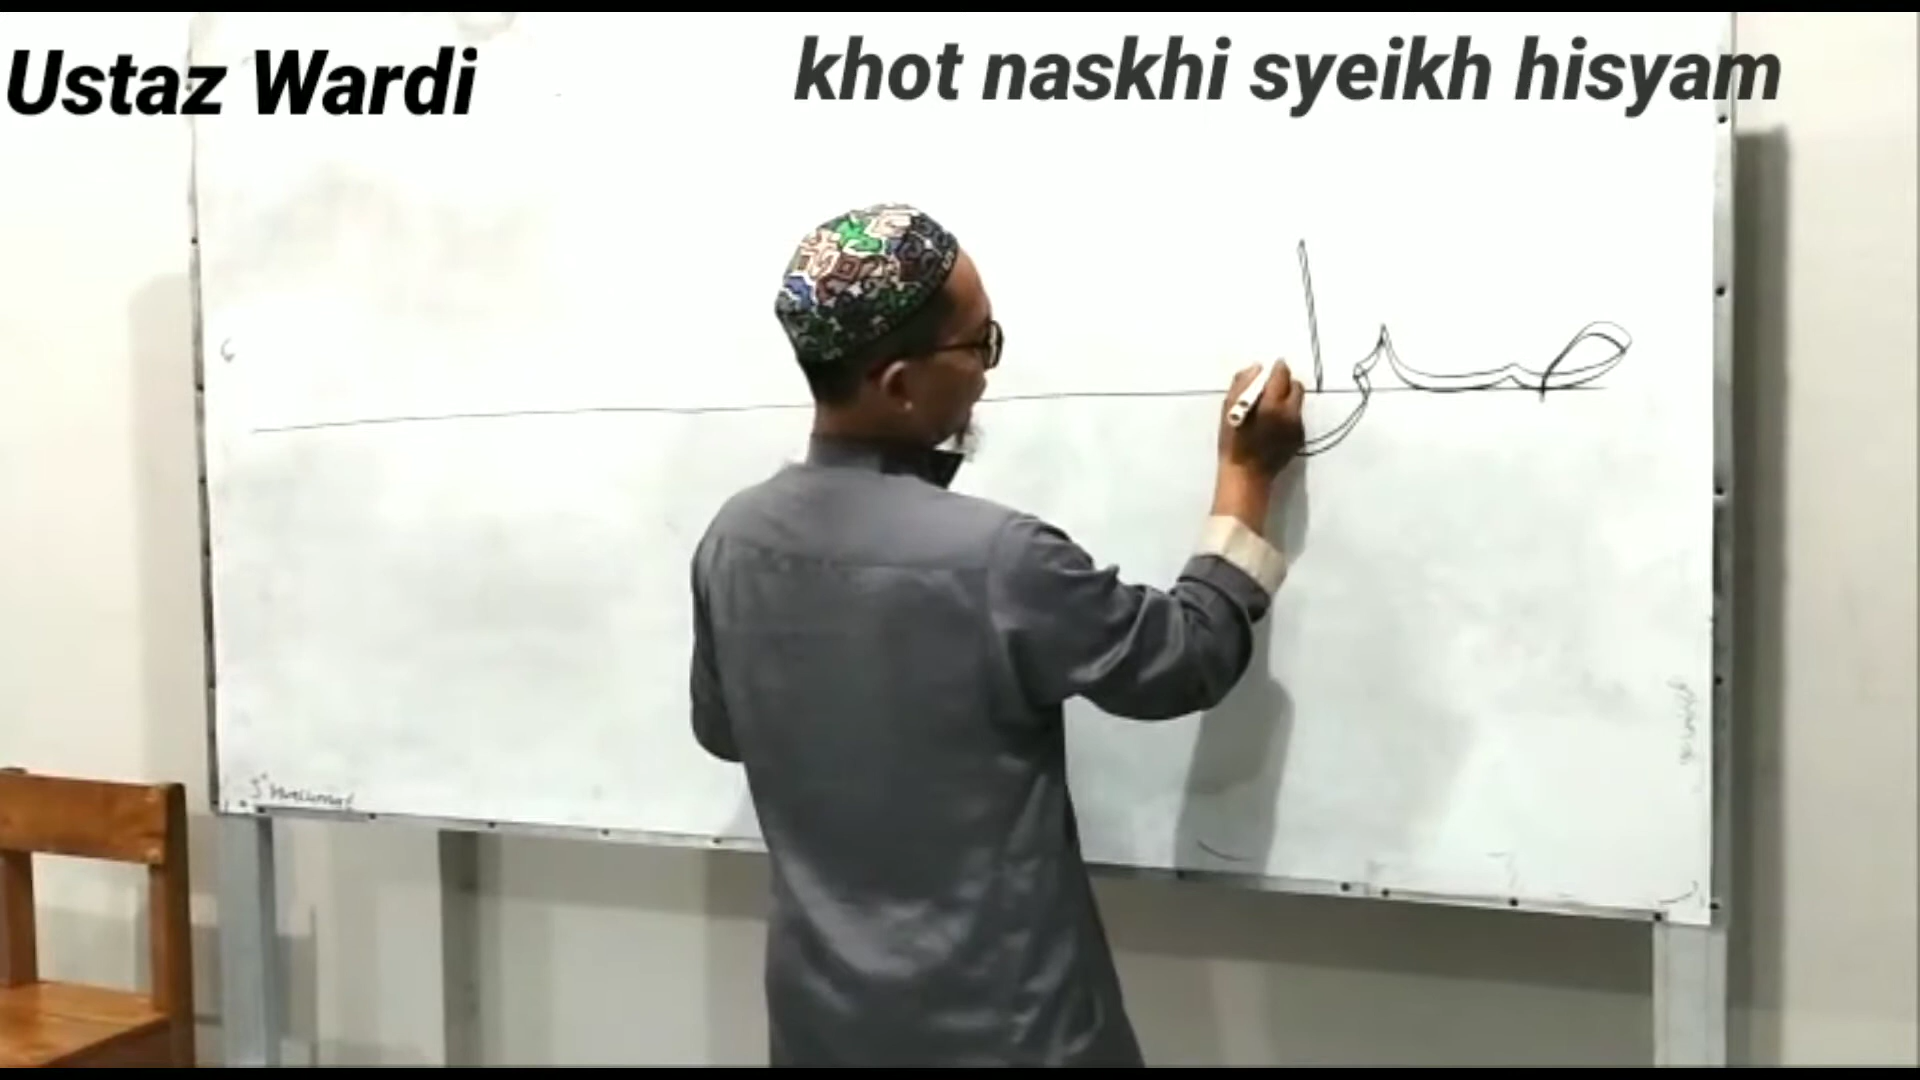 Ustaz Wardi
khot naskhi syeikh hisyam
صرا